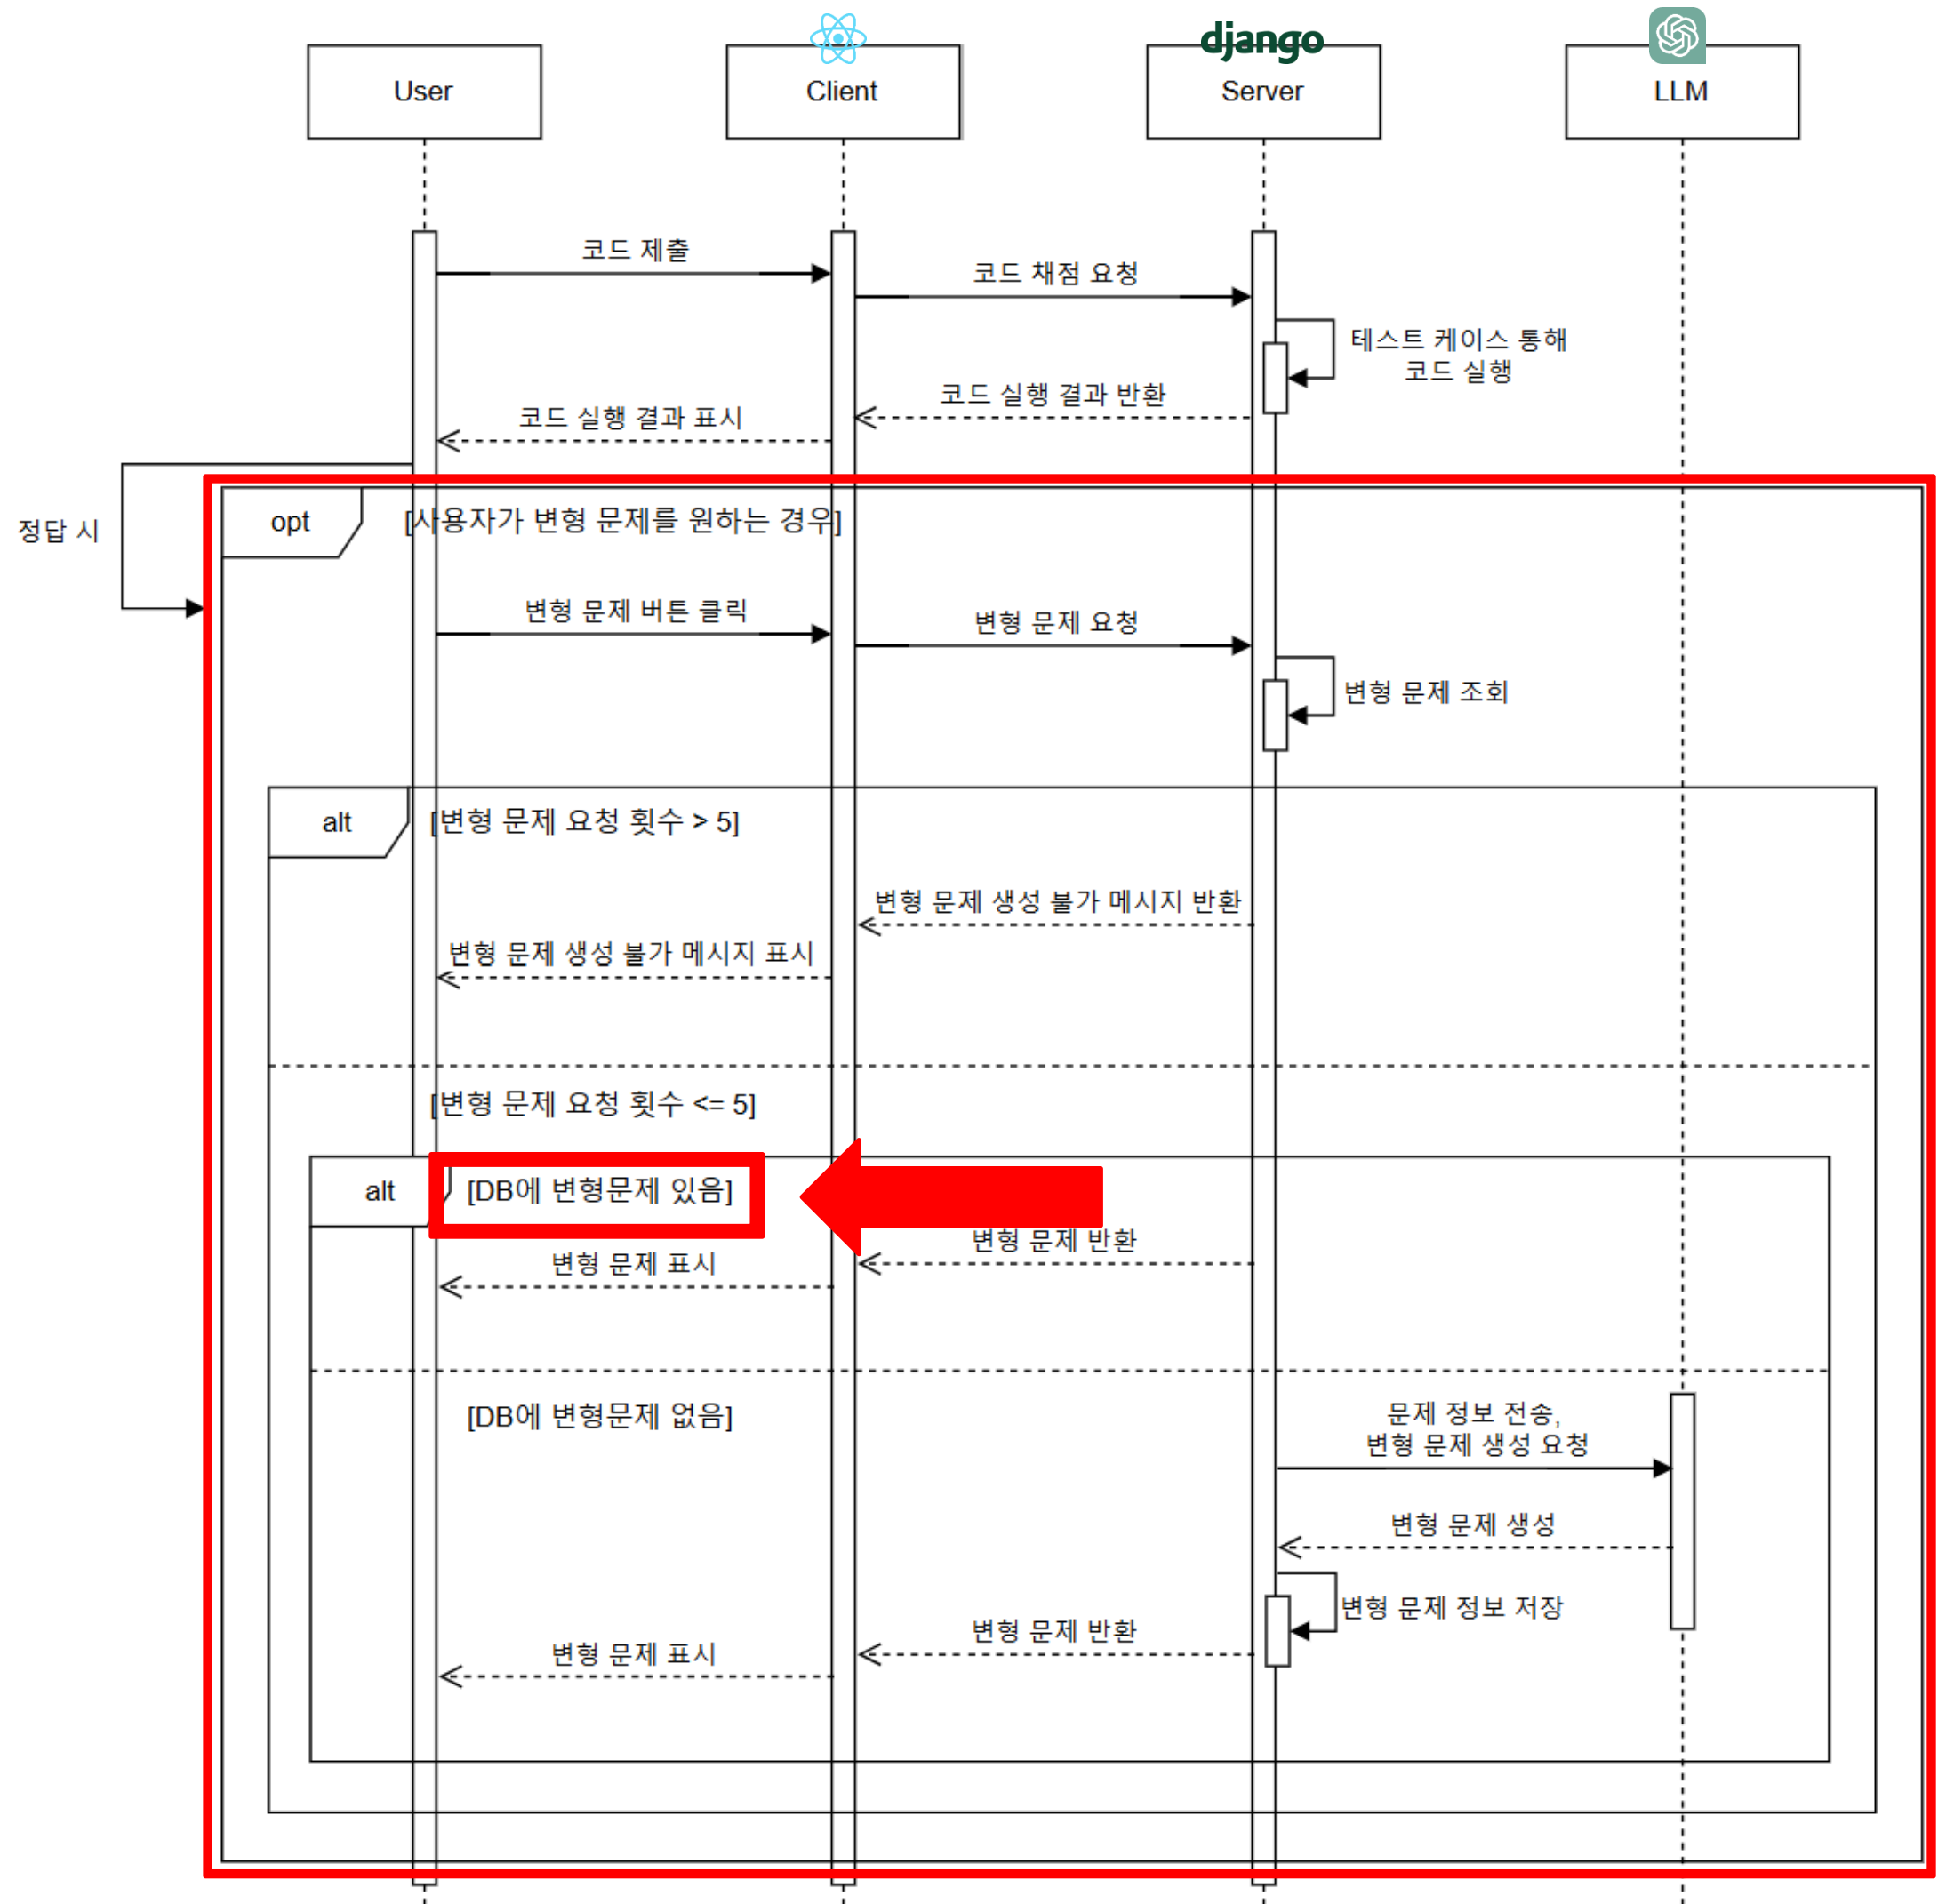 django
User
Client
Server
LLM
코드 제출
코드 채점 요청
테스트 케이스 통해
코드 실행
코드 실행 결과 반환
코드 실행 결과 표시
정답 시
opt
[사용자가 변형 문제를 원하는 경우]
변형 문제 버튼 클릭
변형 문제 요청
변형 문제 조회
alt
[변형 문제 요청 횟수 > 5]
변형 문제 생성 불가 메시지 반환
변형 문제 생성 불가 메시지 표시
[변형 문제 요청 횟수 <= 5]
alt
[DB에 변형문제 있음]
변형 문제 반환
변형 문제 표시
[DB에 변형문제 없음]
문제 정보 전송,
변형 문제 생성 요청
변형 문제 생성
변형 문제 정보 저장
변형 문제 반환
변형 문제 표시